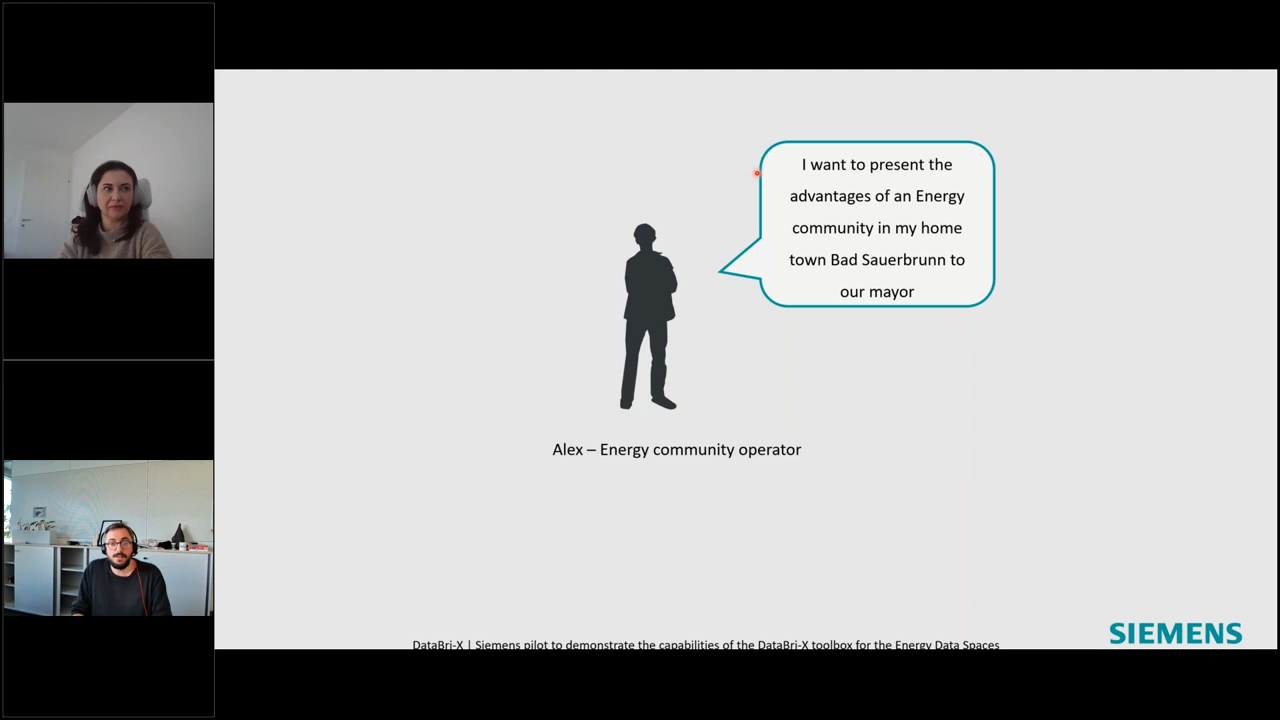 I want to present the
advantages of an Energy
community in my home
town Bad Sauerbrunn to
our mayor
Alex – Energy community operator
SIEMENS
DataBri-X | Siemens pilot to demonstrate the capabilities of the DataBri-X toolbox for the Energy Data Spaces